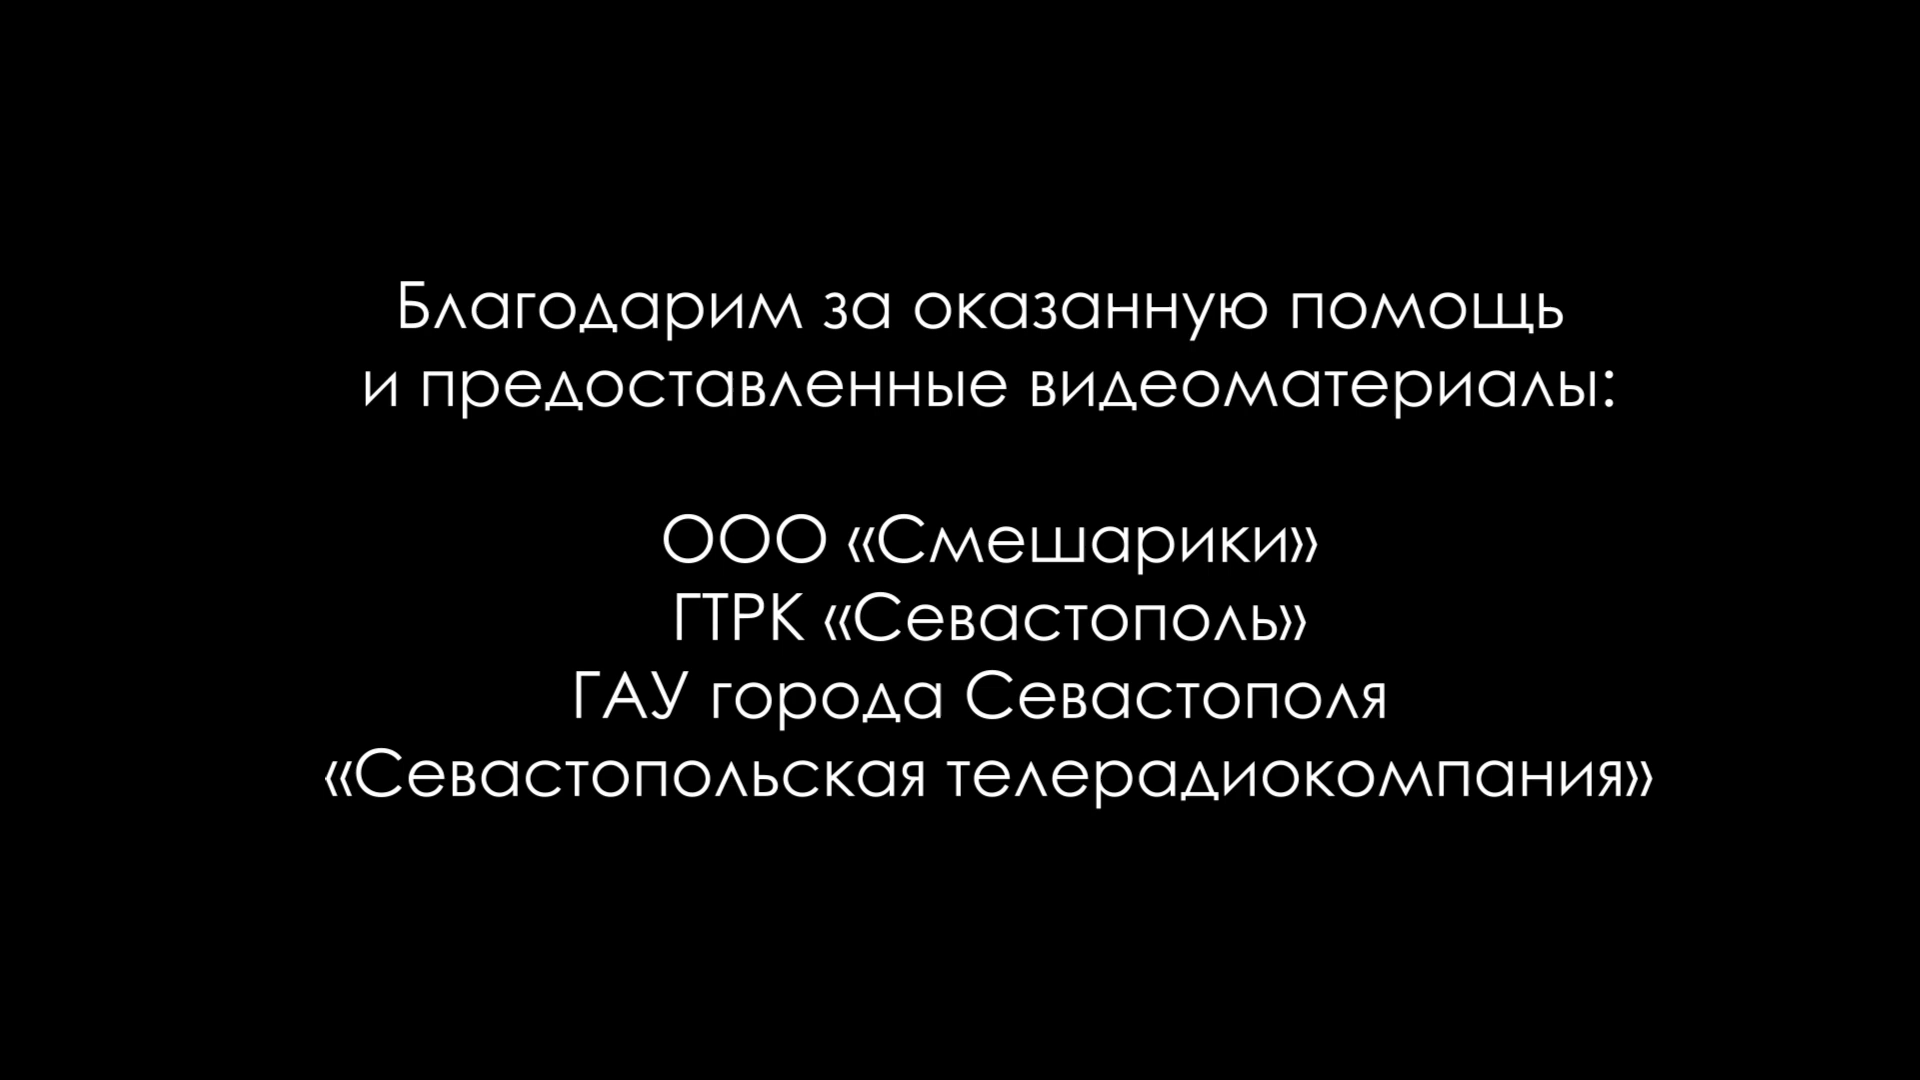 Благодарим за оказанную помощь
и предоставленные видеоматериалы:
ООО «Смешарики»
ГТРК «Севастополь»
ГАУ города Севастополя
«Севастопольская телерадиокомпания»